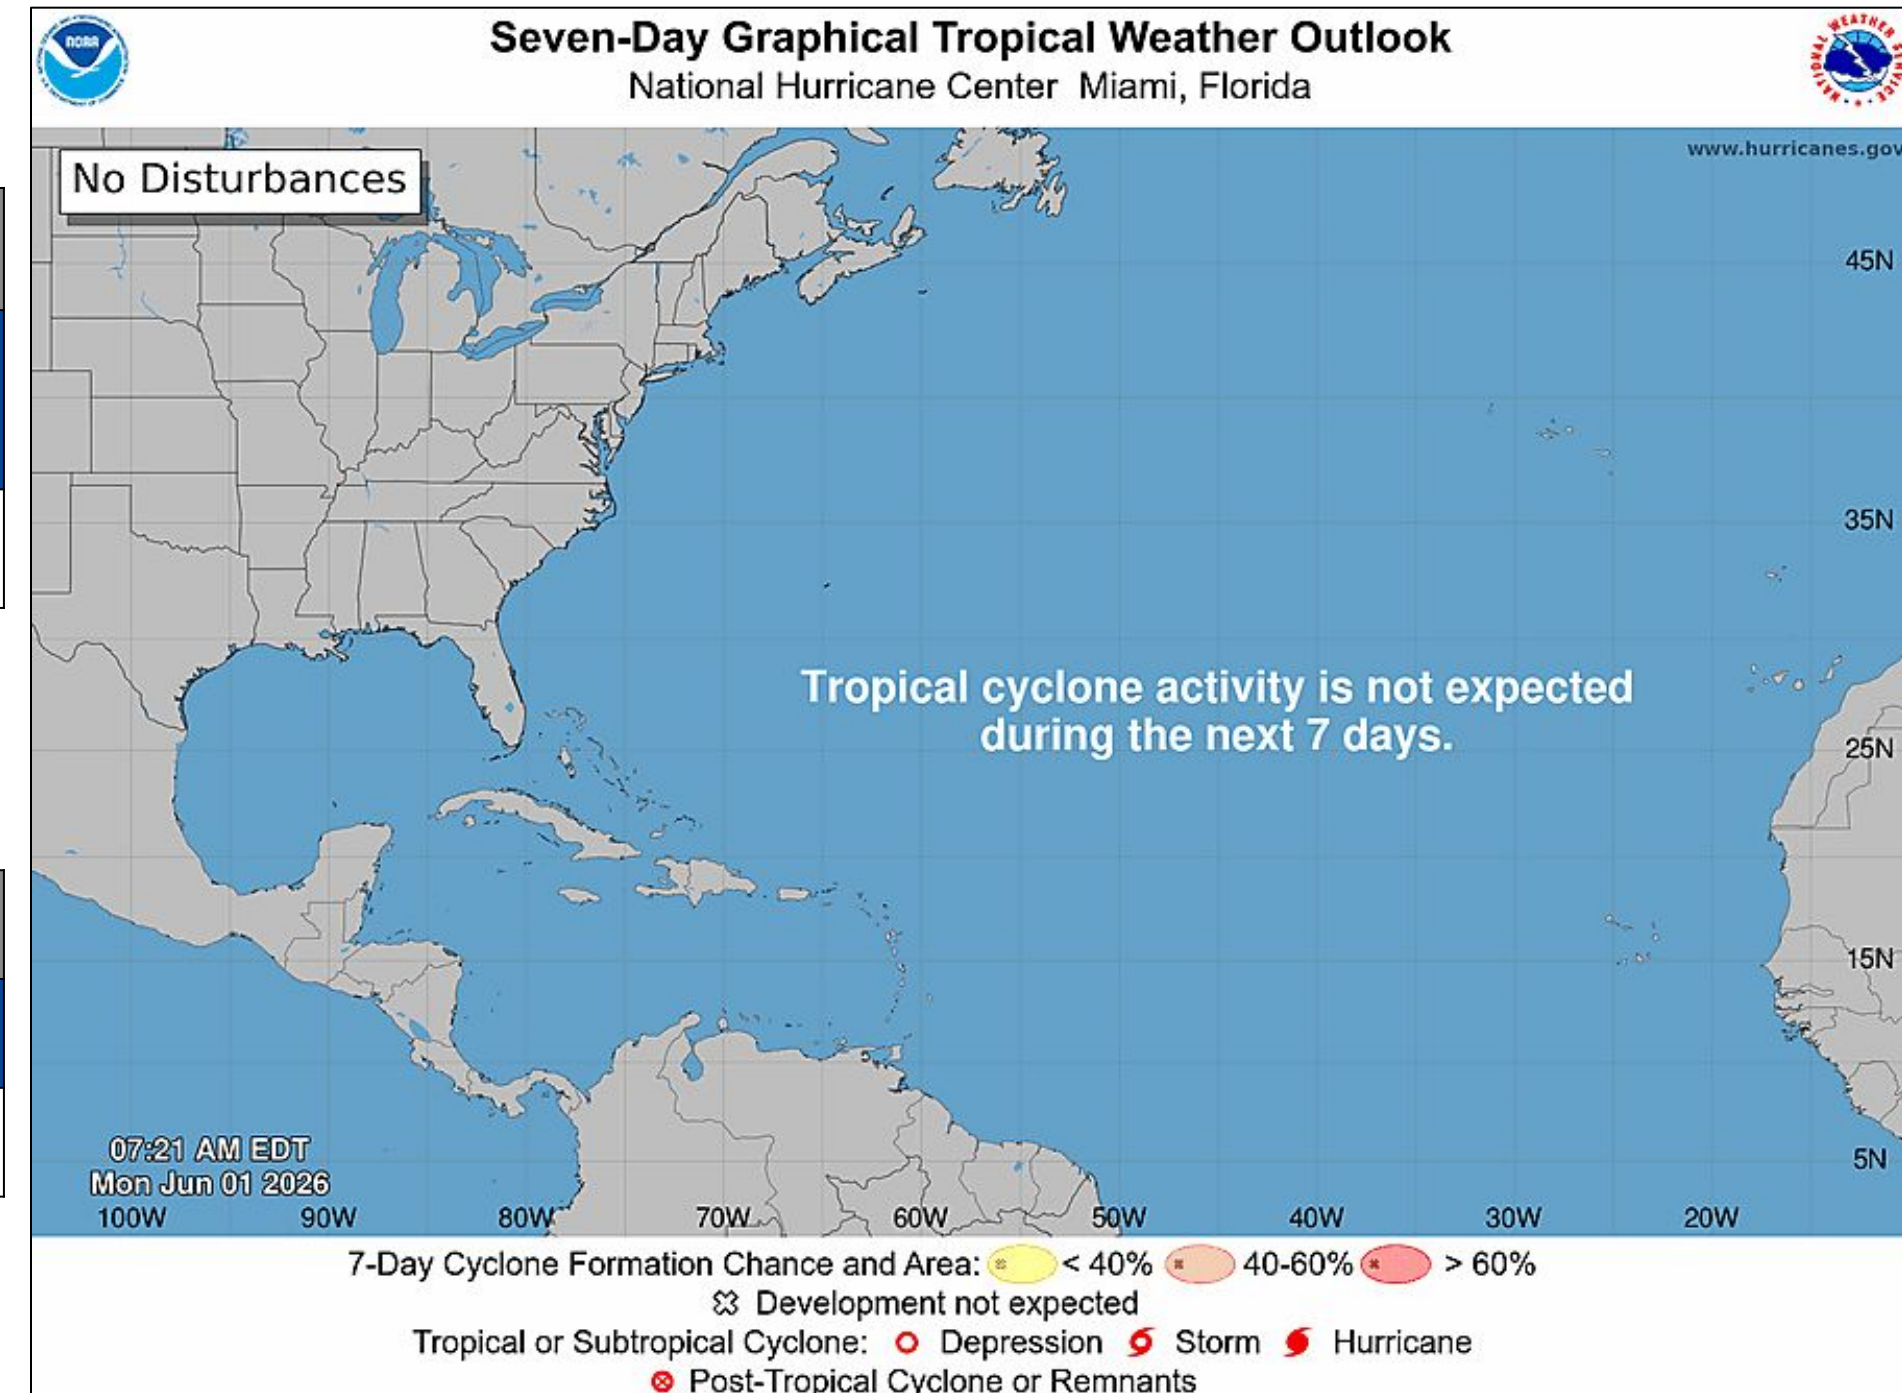 NOAA
Seven-Day Graphical Tropical Weather Outlook
National Hurricane Center Miami, Florida
NATIONAL WEATHER
www.hurricanes.gov
No Disturbances
45N
35N
Tropical cyclone activity is not expected
during the next 7 days.
25N
15N
07:21 AM EDT
Mon Jun 01 2026
5N
100W 90W 80W 70W 60W 50W 40W 30W 20W
7-Day Cyclone Formation Chance and Area: < 40% 40-60% > 60%
Development not expected
Tropical or Subtropical Cyclone: Depression Storm Hurricane
Post-Tropical Cyclone or Remnants